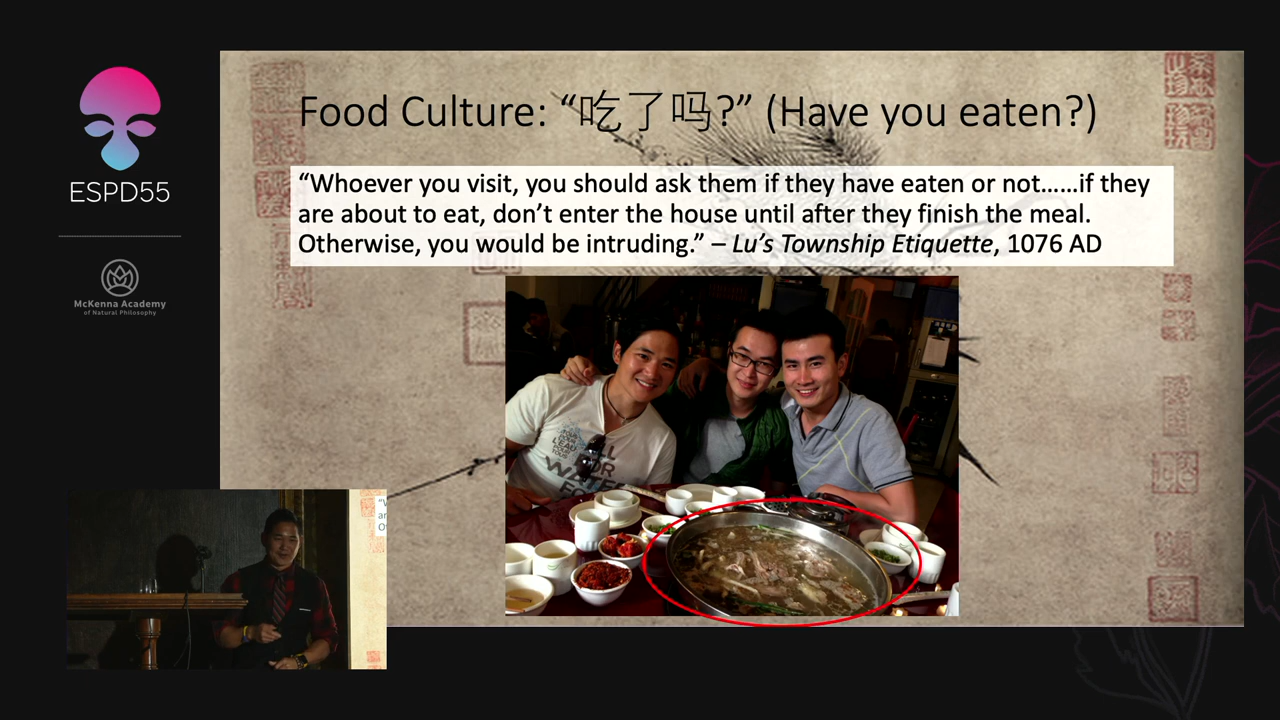 ESPD55
McKenna Academy
of Natural Philosophy
Food Culture: “吃了吗?” (Have you eaten?)
“Whoever you visit, you should ask them if they have eaten or not……if they
are about to eat, don’t enter the house until after they finish the meal.
Otherwise, you would be intruding.” – Lu’s Township Etiquette, 1076 AD